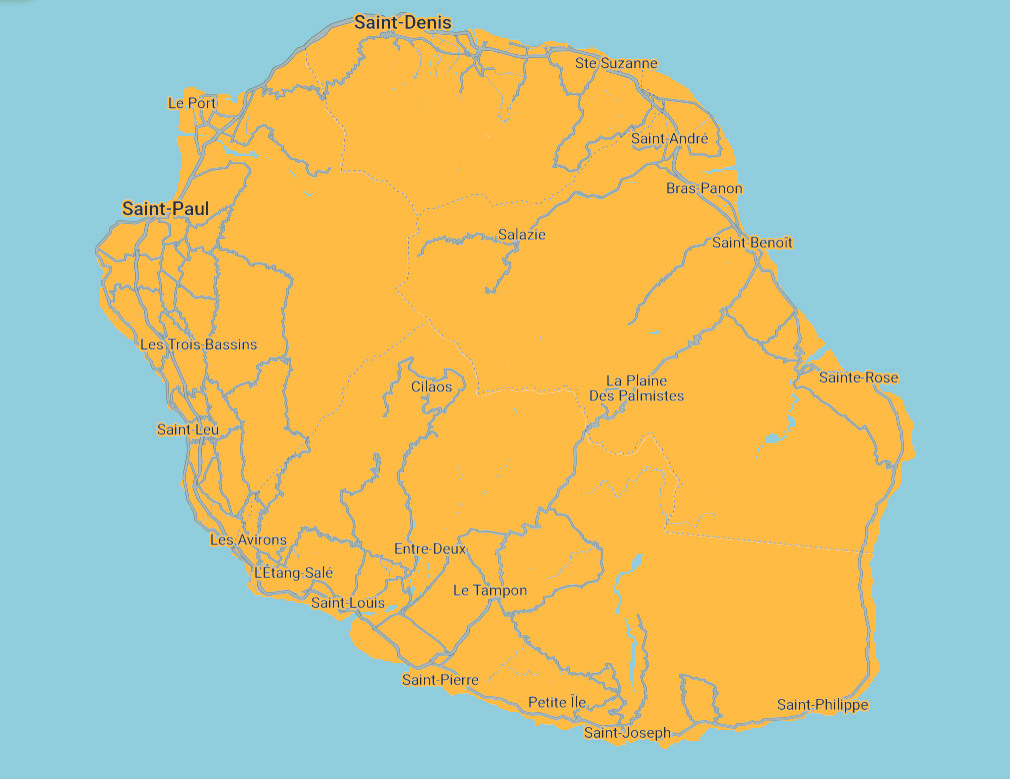 Saint-Denis
Ste Suzanne
Le Port
Saint André
Bras-Panon
Saint-Paul
Salazie
Saint Benoît
Les Trois-Bassins
Sainte-Rose
Cilaos
La Plaine
Des Palmistes
Saint-Leu
Les Avirons
Entre-Deux
L'Étang-Salé
Le Tampon
Saint-Louis
Saint-Pierre
Petite Île
Saint-Philippe
Saint-Joseph